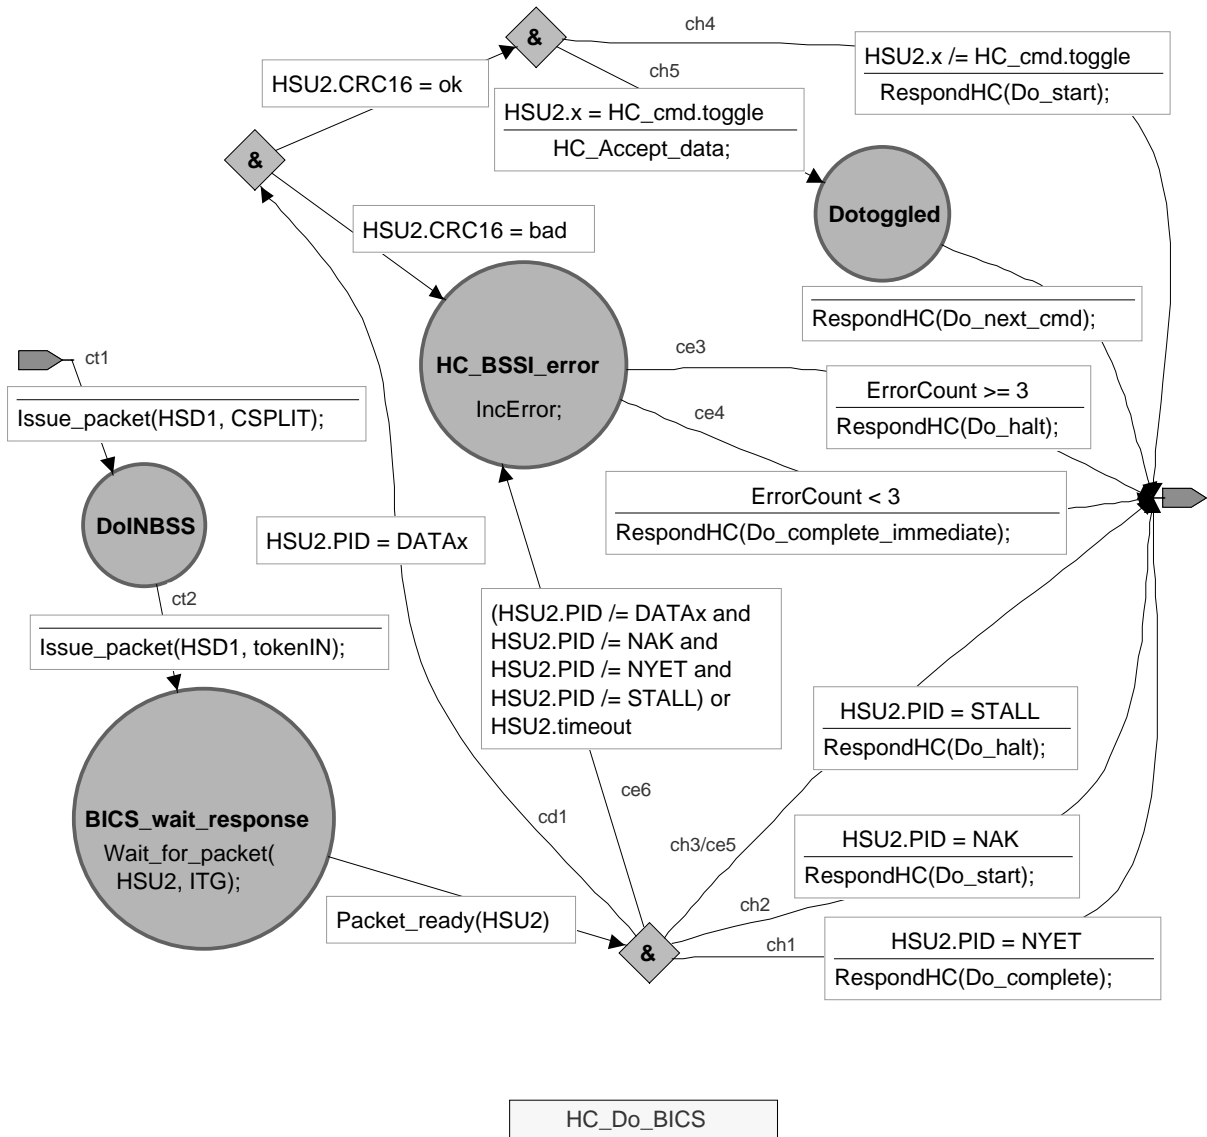 &
ch4
HSU2.x /= HC_cmd.toggle
RespondHC(Do_start);
HSU2.CRC16 = ok
ch5
HSU2.x = HC_cmd.toggle
HC_Accept_data;
&
Dotoggled
HSU2.CRC16 = bad
RespondHC(Do_next_cmd);
ct1
Issue_packet(HSD1, CSPLIT);
HC_BSSI_error
IncError;
ce3
ErrorCount >= 3
RespondHC(Do_halt);
ce4
ErrorCount < 3
RespondHC(Do_complete_immediate);
DoINBSS
HSU2.PID = DATAx
ct2
Issue_packet(HSD1, tokenIN);
(HSU2.PID /= DATAx and
HSU2.PID /= NAK and
HSU2.PID /= NYET and
HSU2.PID /= STALL) or
HSU2.timeout
HSU2.PID = STALL
RespondHC(Do_halt);
BICS_wait_response
Wait_for_packet(
HSU2, ITG);
cd1
ce6
ch3/ce5
HSU2.PID = NAK
RespondHC(Do_start);
Packet_ready(HSU2)
&
ch2
ch1
HSU2.PID = NYET
RespondHC(Do_complete);
HC_Do_BICS